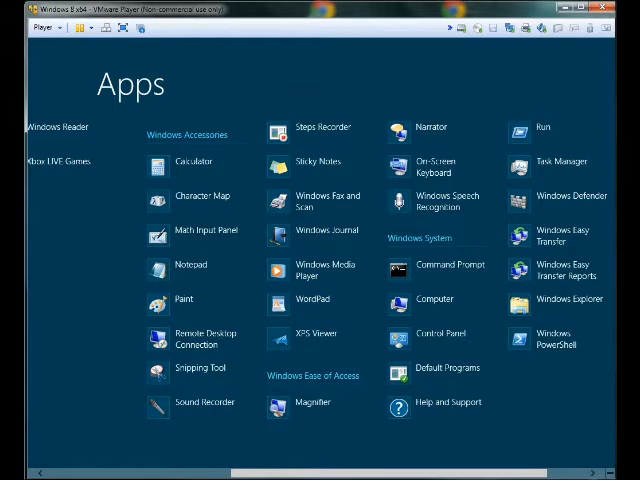 Windows 8 x64 - VMware Player (Non-commercial use only)
Player
Apps
Windows Reader
Xbox LIVE Games
Windows Accessories
Calculator
Character Map
Math Input Panel
Notepad
Paint
Remote Desktop
Connection
Snipping Tool
Sound Recorder
Steps Recorder
Sticky Notes
Windows Fax and
Scan
Windows Journal
Windows Media
Player
WordPad
XPS Viewer
Windows Ease of Access
Magnifier
Narrator
On-Screen
Keyboard
Windows Speech
Recognition
Windows System
Command Prompt
Computer
Control Panel
Default Programs
Help and Support
Run
Task Manager
Windows Defender
Windows Easy
Transfer
Windows Easy
Transfer Reports
Windows Explorer
Windows
PowerShell